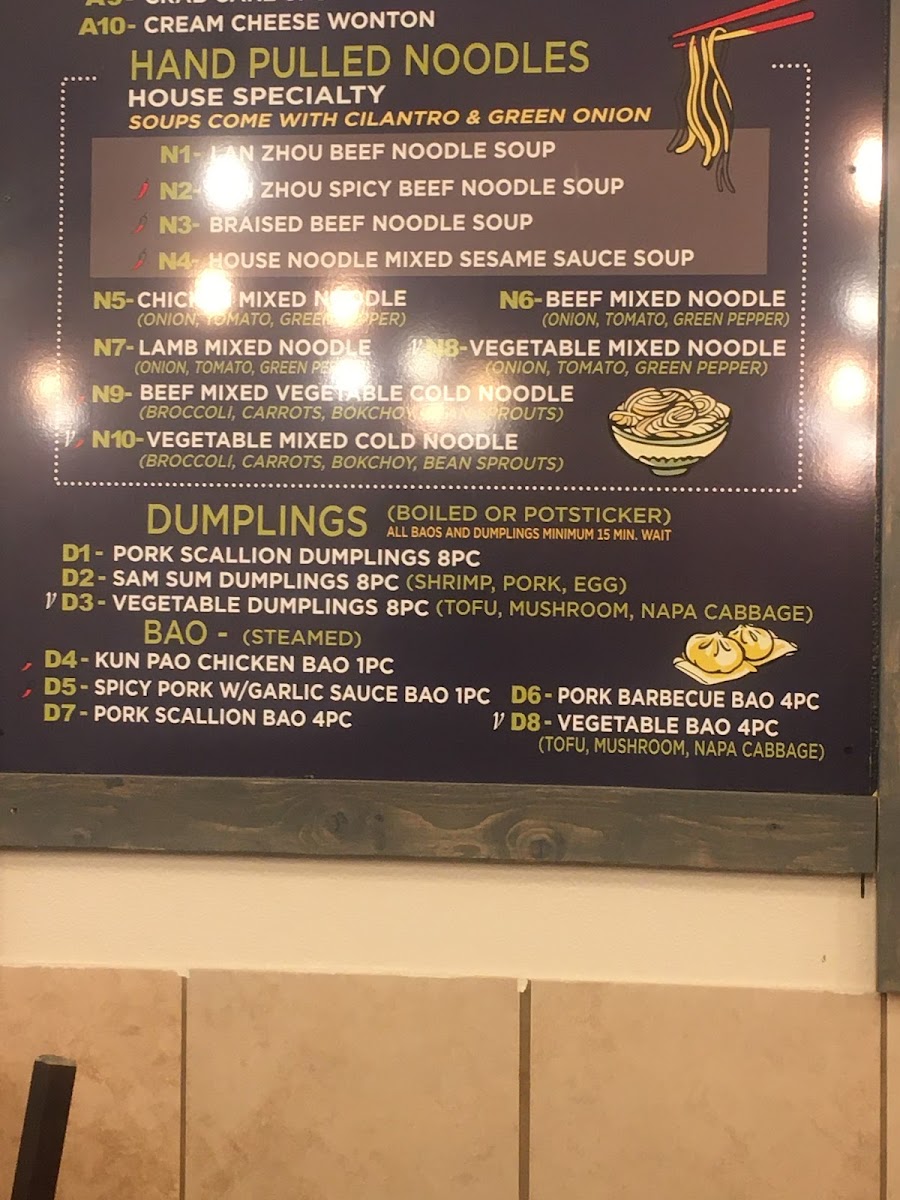 CRAB CAKE
A10- CREAM CHEESE WONTON
HAND PULLED NOODLES
HOUSE SPECIALTY
SOUPS COME WITH CILANTRO & GREEN ONION
N1- LAN ZHOU BEEF NOODLE SOUP
N2- ZHOU SPICY BEEF NOODLE SOUP
N3- BRAISED BEEF NOODLE SOUP
N4- HOUSE NOODLE MIXED SESAME SAUCE SOUP
N5- CHICKEN MIXED NOODLE
(ONION, TOMATO, GREEN PEPPER)
N6- BEEF MIXED NOODLE
(ONION, TOMATO, GREEN PEPPER)
N7- LAMB MIXED NOODLE
(ONION, TOMATO, GREEN PEPPER)
V N8- VEGETABLE MIXED NOODLE
(ONION, TOMATO, GREEN PEPPER)
N9- BEEF MIXED VEGETABLE COLD NOODLE
(BROCCOLI, CARROTS, BOKCHOY, BEAN SPROUTS)
V N10- VEGETABLE MIXED COLD NOODLE
(BROCCOLI, CARROTS, BOKCHOY, BEAN SPROUTS)
DUMPLINGS (BOILED OR POTSTICKER)
ALL BAOS AND DUMPLINGS MINIMUM 15 MIN. WAIT
D1- PORK SCALLION DUMPLINGS 8PC
D2- SAM SUM DUMPLINGS 8PC (SHRIMP, PORK, EGG)
V D3- VEGETABLE DUMPLINGS 8PC (TOFU, MUSHROOM, NAPA CABBAGE)
BAO - (STEAMED)
D4- KUN PAO CHICKEN BAO 1PC
D5- SPICY PORK W/GARLIC SAUCE BAO 1PC
D6- PORK BARBECUE BAO 4PC
D7- PORK SCALLION BAO 4PC
V D8- VEGETABLE BAO 4PC
(TOFU, MUSHROOM, NAPA CABBAGE)